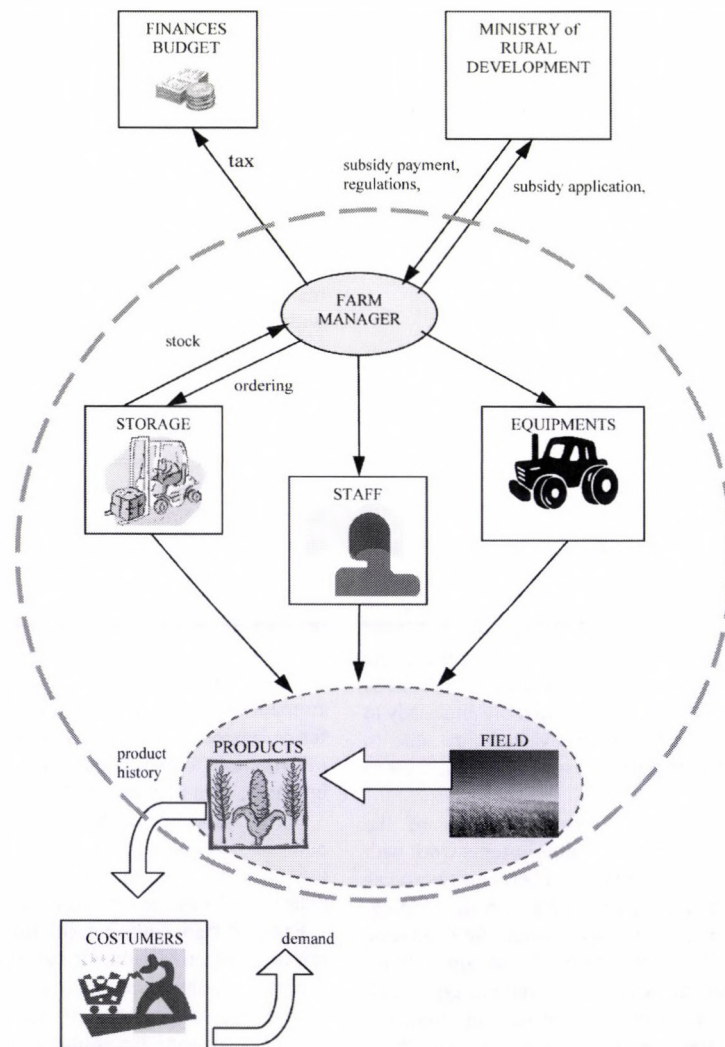 FINANCES
BUDGET
MINISTRY of
RURAL
DEVELOPMENT
tax
subsidy payment,
regulations,
subsidy application,
FARM
MANAGER
stock
ordering
STORAGE
EQUIPMENTS
STAFF
product
history
PRODUCTS
FIELD
COSTUMERS
demand